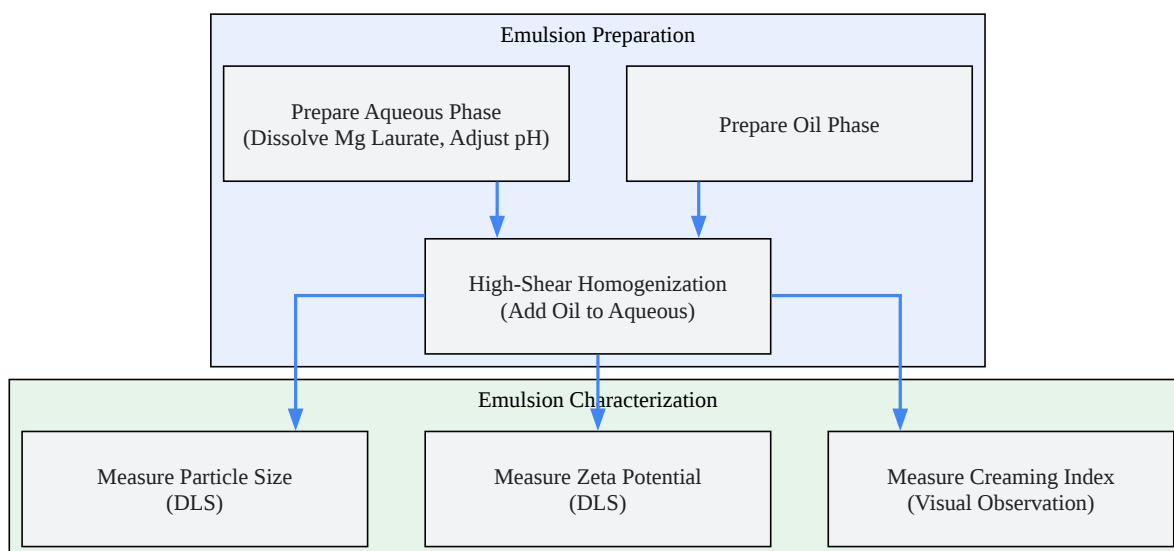 Emulsion Preparation
Prepare Aqueous Phase
(Dissolve Mg Laurate, Adjust pH)
Prepare Oil Phase
High-Shear Homogenization
(Add Oil to Aqueous)
Emulsion Characterization
Measure Particle Size
(DLS)
Measure Zeta Potential
(DLS)
Measure Creaming Index
(Visual Observation)